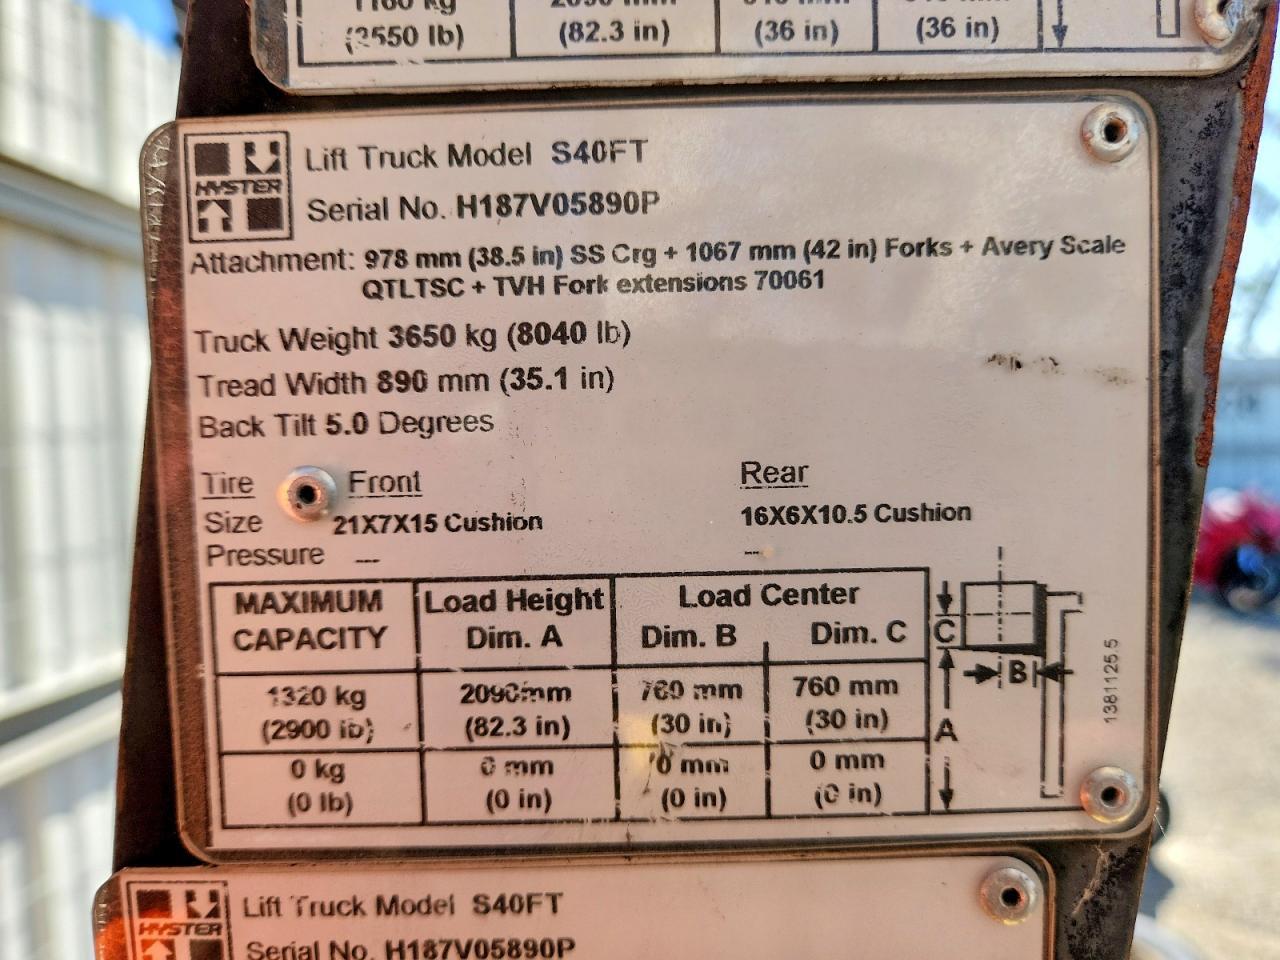 1160 kg 2090 mm
(3550 lb) (82.3 in) (36 in) (36 in)
HYSTER
Lift Truck Model S40FT
Serial No. H187V05890P
Attachment: 978 mm (38.5 in) SS Crg + 1067 mm (42 in) Forks + Avery Scale
QTLTSC + TVH Fork extensions 70061
Truck Weight 3650 kg (8040 lb)
Tread Width 890 mm (35.1 in)
Back Tilt 5.0 Degrees
Tire Front Rear
Size 21X7X15 Cushion 16X6X10.5 Cushion
Pressure --- ---
MAXIMUM CAPACITY Load Height Dim. A Load Center Dim. B Dim. C
1320 kg 2090mm 760 mm 760 mm
(2900 lb) (82.3 in) (30 in) (30 in)
0 kg 0 mm 0 mm 0 mm
(0 lb) (0 in) (0 in) (0 in)
C
B
A
1381125.5
HYSTER
Lift Truck Model S40FT
Serial No. H187V05890P